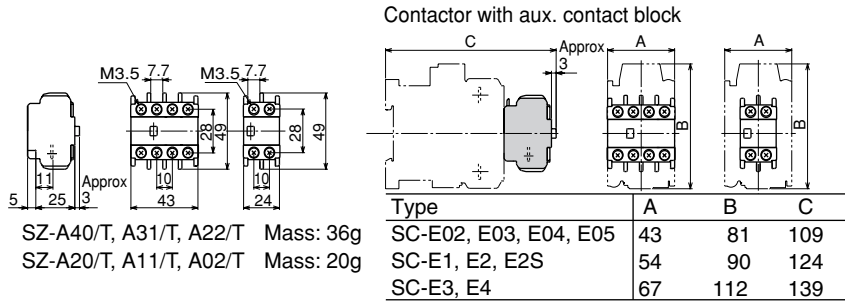 Contactor with aux. contact block
M3.5 7.7
M3.5 7.7
28
49
28
49
11
5
25
Approx
3
10
43
10
24
SZ-A40/T, A31/T, A22/T Mass: 36g
SZ-A20/T, A11/T, A02/T Mass: 20g
C
Approx
3
A
B
A
B
Type A B C
SC-E02, E03, E04, E05 43 81 109
SC-E1, E2, E2S 54 90 124
SC-E3, E4 67 112 139